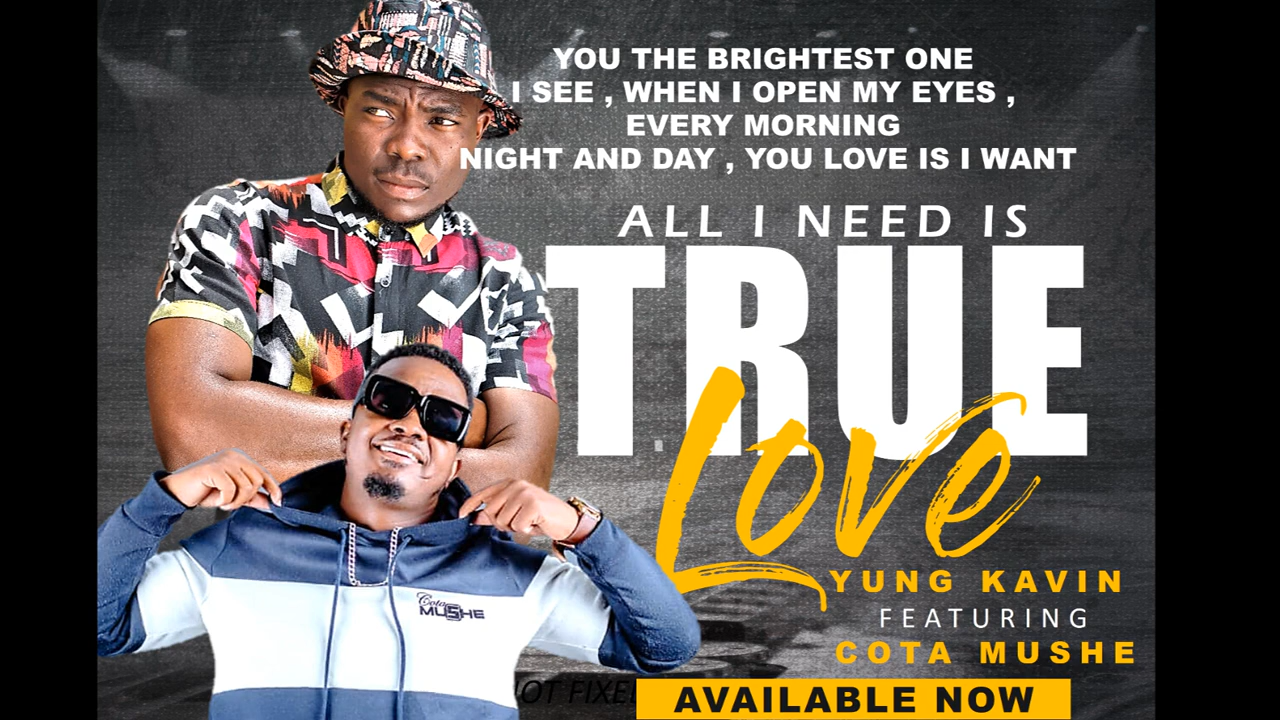 YOU THE BRIGHTEST ONE
I SEE , WHEN I OPEN MY EYES ,
EVERY MORNING
NIGHT AND DAY , YOU LOVE IS I WANT
ALL I NEED IS
TRUE
Love
YUNG KAVIN
FEATURING
COTA MUSHE
Cota
MUSHE
AVAILABLE NOW